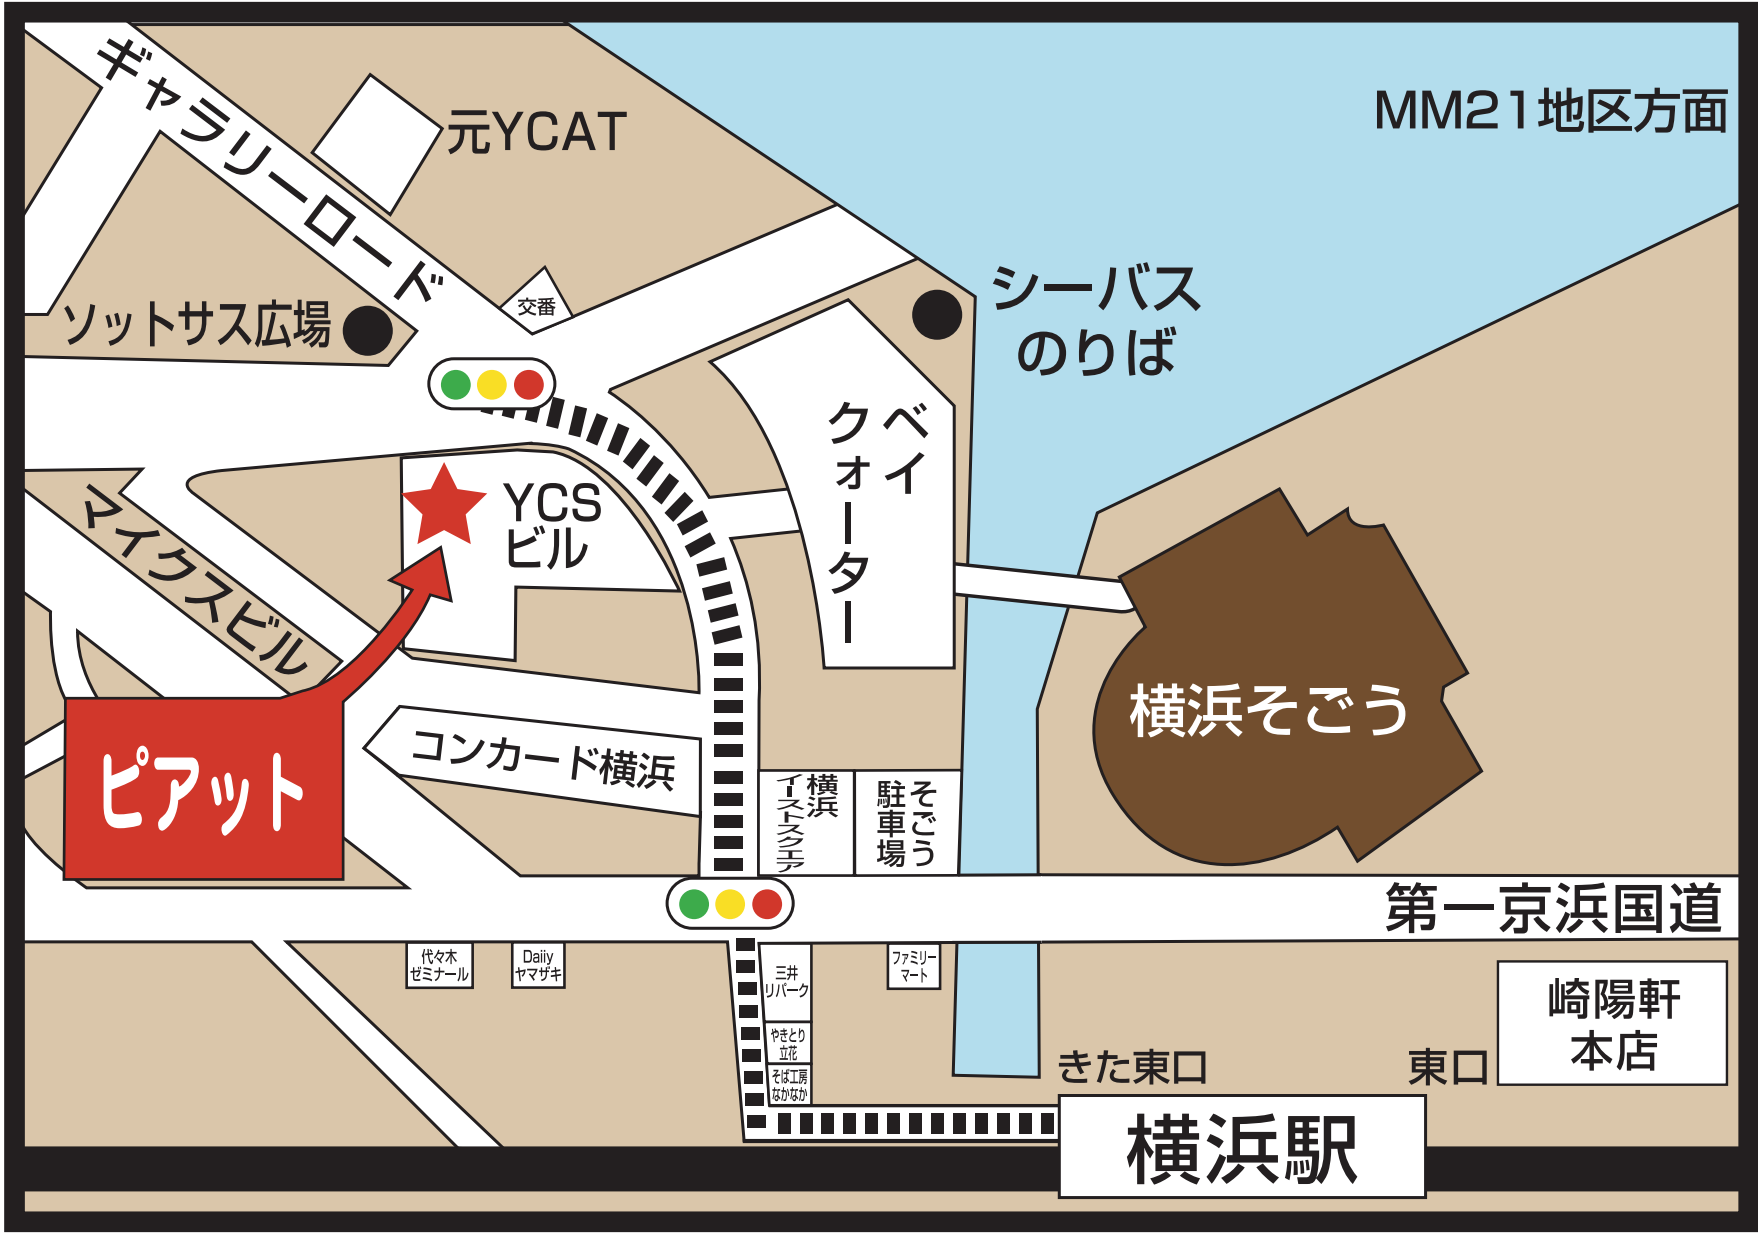 ギャラリーロード
元YCAT
MM21地区方面
交番
ソットサス広場
シーバス
のりば
ベイ
クォーター
YCS
ビル
マイクスビル
横浜そごう
ピアット
コンカード横浜
横浜
イーストスクエア
そごう
駐車場
第一京浜国道
代々木
ゼミナール
Daiiy
ヤマザキ
三井
リパーク
ファミリー
マート
やきとり
立花
そば工房
なかなか
きた東口
東口
崎陽軒
本店
横浜駅